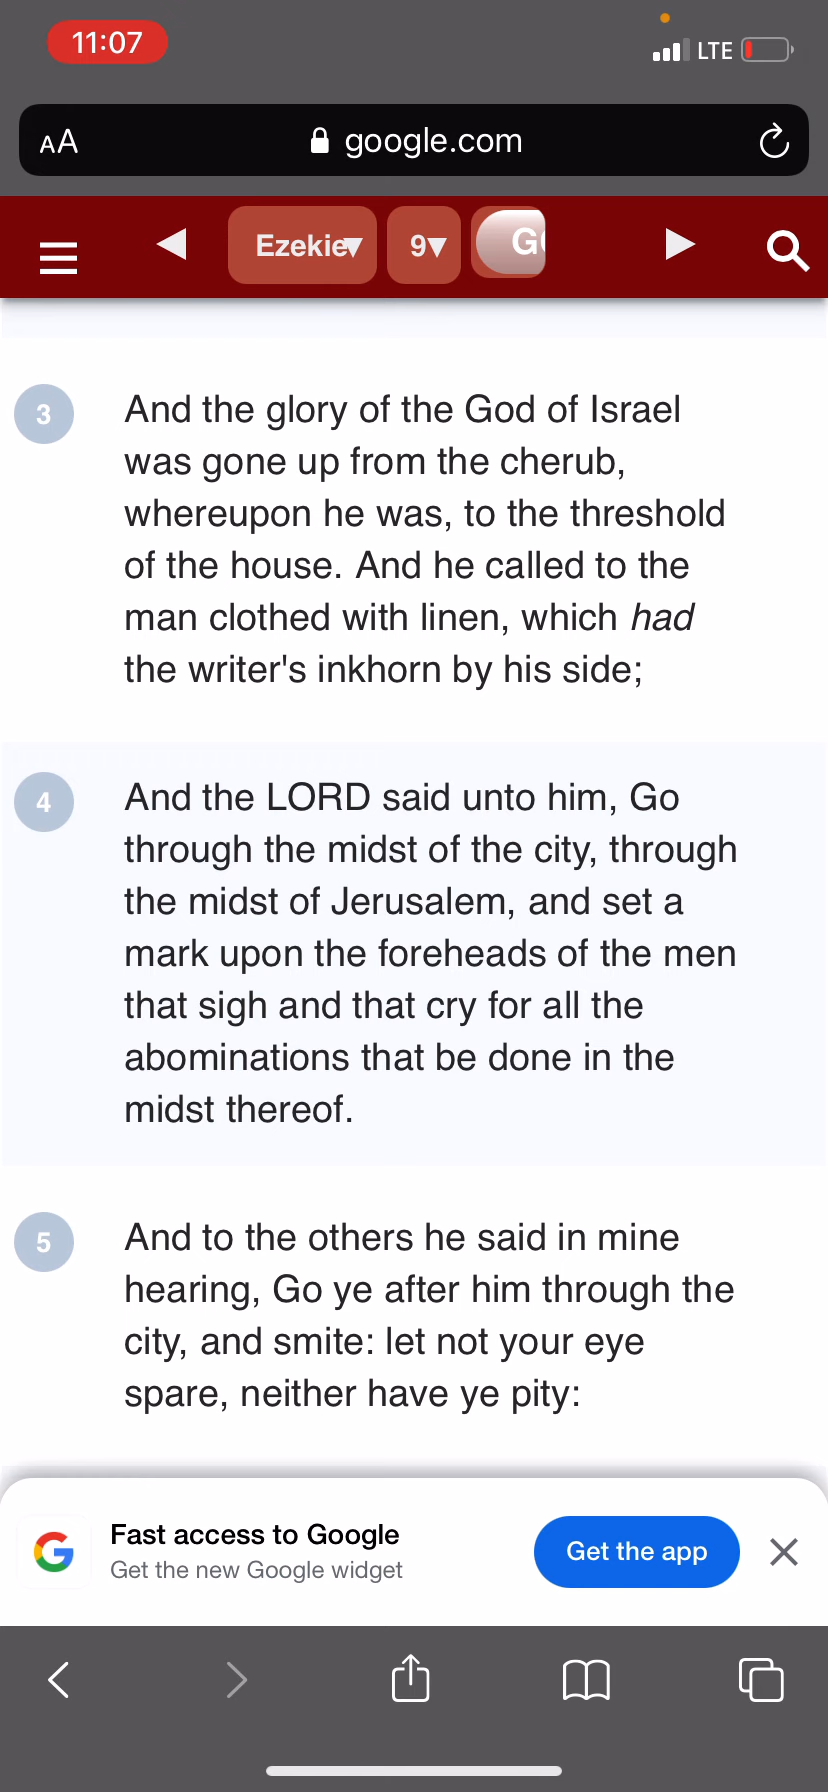 11:07
LTE
AA
google.com
Ezekie
9
G
3
And the glory of the God of Israel
was gone up from the cherub,
whereupon he was, to the threshold
of the house. And he called to the
man clothed with linen, which had
the writer's inkhorn by his side;
4
And the LORD said unto him, Go
through the midst of the city, through
the midst of Jerusalem, and set a
mark upon the foreheads of the men
that sigh and that cry for all the
abominations that be done in the
midst thereof.
5
And to the others he said in mine
hearing, Go ye after him through the
city, and smite: let not your eye
spare, neither have ye pity:
G
Fast access to Google
Get the new Google widget
Get the app